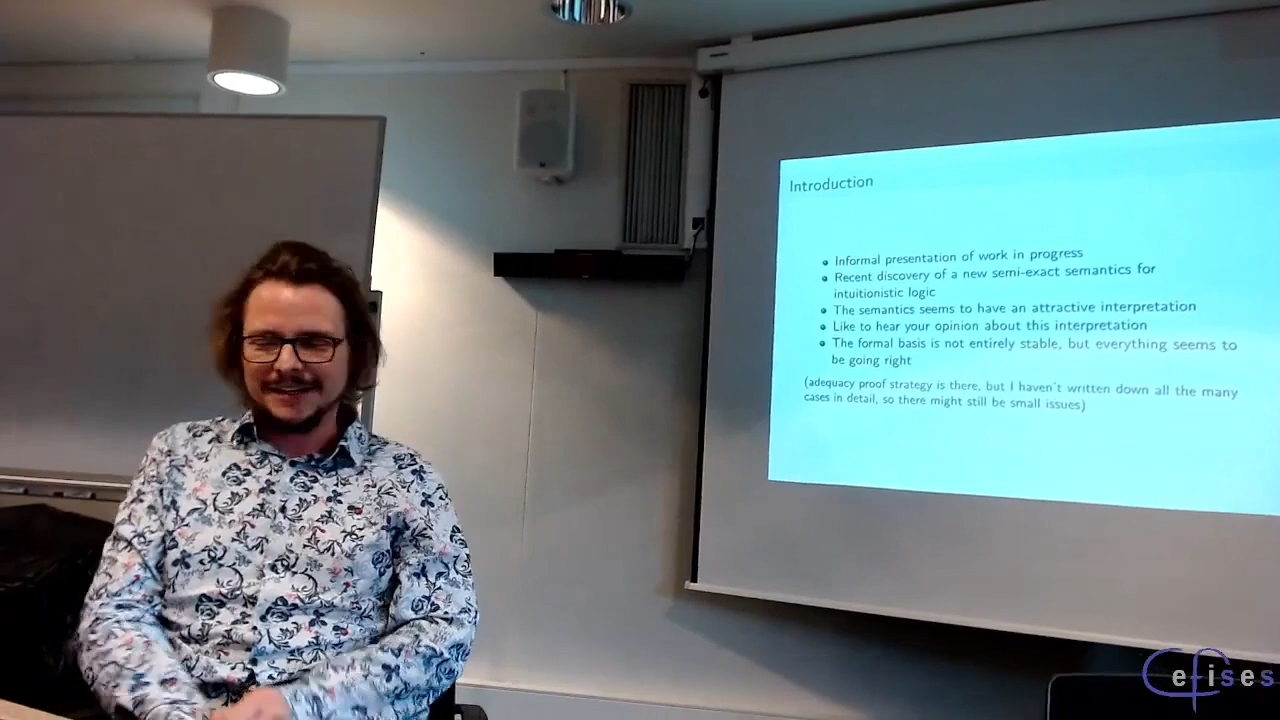 Introduction
Informal presentation of work in progress
Recent discovery of a new semi-exact semantics for
intuitionistic logic
The semantics seems to have an attractive interpretation
Like to hear your opinion about this interpretation
The formal basis is not entirely stable, but everything seems to
be going right
(adequacy proof strategy is there, but I haven't written down all the many
cases in detail, so there might still be small issues)
Cefises